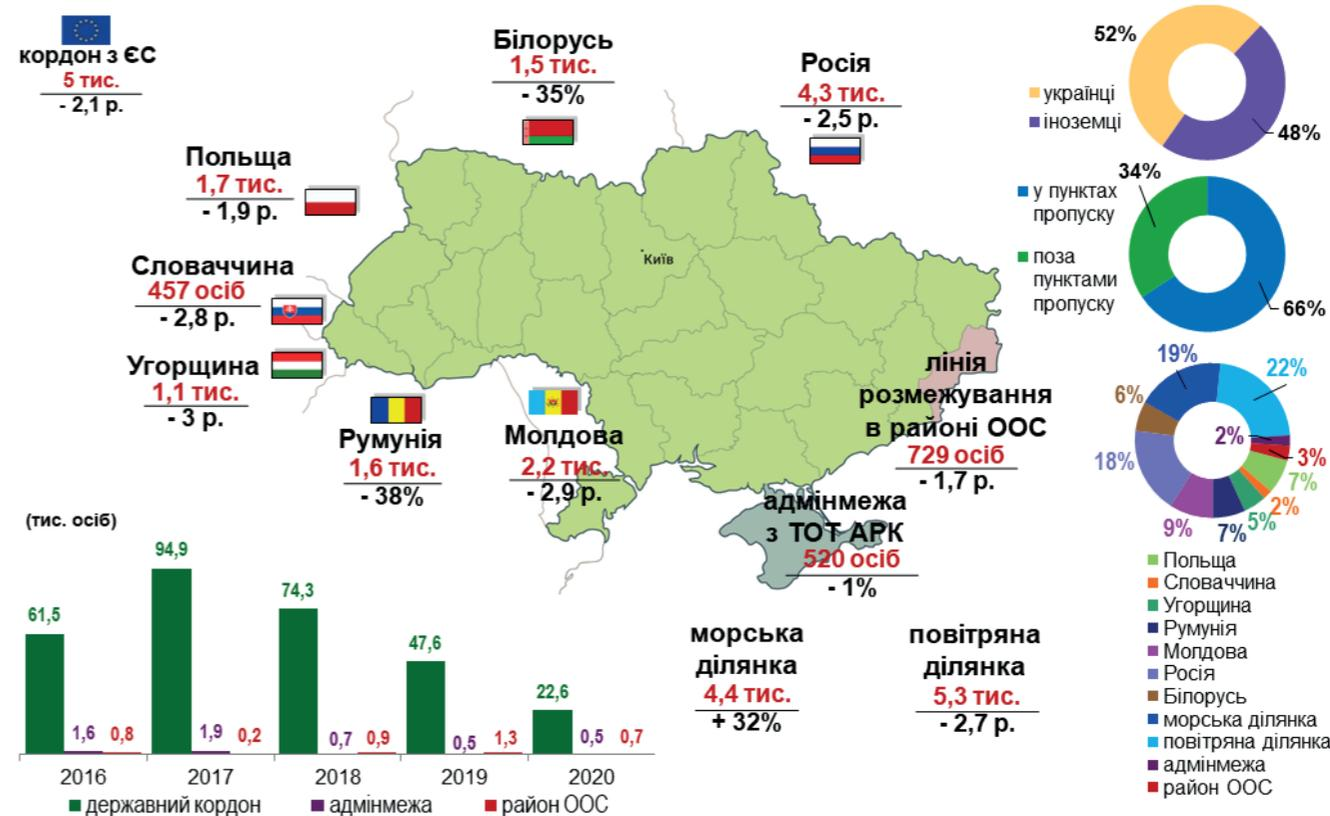 кордон з ЄС
5 тис.
- 2,1 р.
Білорусь
1,5 тис.
- 35%
Росія
4,3 тис.
- 2,5 р.
Польща
1,7 тис.
- 1,9 р.
Словаччина
457 осіб
- 2,8 р.
Угорщина
1,1 тис.
- 3 р.
Румунія
1,6 тис.
- 38%
Молдова
2,2 тис.
- 2,9 р.
Київ
лінія
розмежування
в районі ООС
729 осіб
- 1,7 р.
адмінмежа
з ТОТ АРК
520 осіб
- 1%
морська
ділянка
4,4 тис.
+ 32%
повітряна
ділянка
5,3 тис.
- 2,7 р.
52%
українці
іноземці
48%
34%
у пунктах
пропуску
поза
пунктами
пропуску
66%
19%
22%
6%
2%
18%
3%
7%
2%
5%
7%
9%
Польща
Словаччина
Угорщина
Румунія
Молдова
Росія
Білорусь
морська ділянка
повітряна ділянка
адмінмежа
район ООС
(тис. осіб)
61,5
1,6
0,8
94,9
1,9
0,2
74,3
0,7
0,9
47,6
0,5
1,3
22,6
0,5
0,7
2016
2017
2018
2019
2020
державний кордон
адмінмежа
район ООС